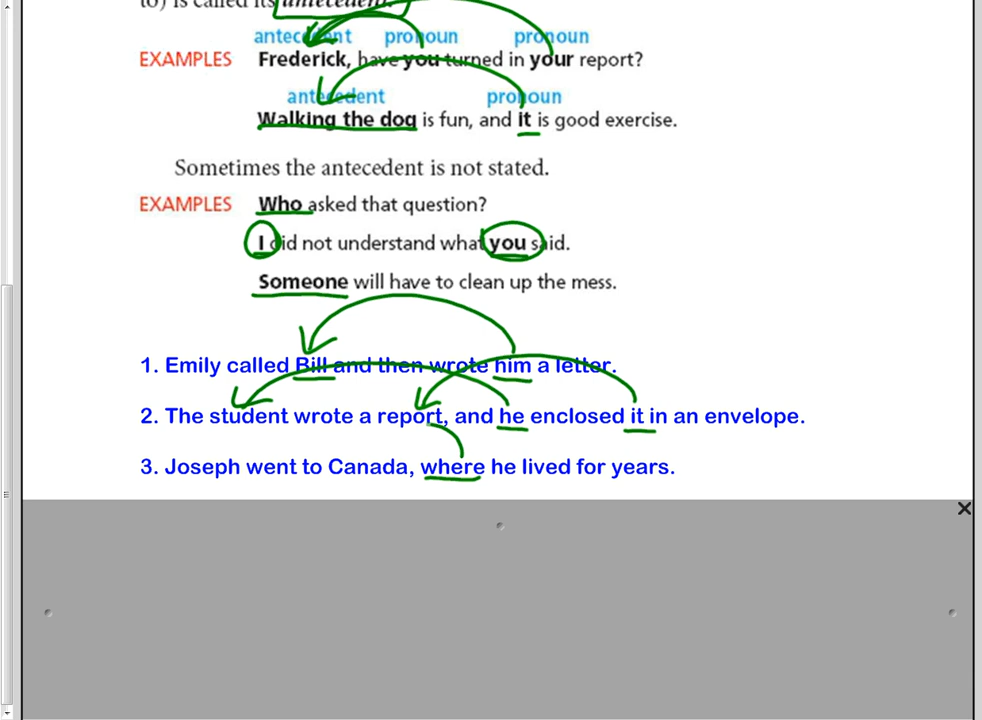 to) is called its antecedent.
antecedent pronoun pronoun
EXAMPLES Frederick, have you turned in your report?
antecedent pronoun
Walking the dog is fun, and it is good exercise.
Sometimes the antecedent is not stated.
EXAMPLES Who asked that question?
I did not understand what you said.
Someone will have to clean up the mess.
1. Emily called Bill and then wrote him a letter.
2. The student wrote a report, and he enclosed it in an envelope.
3. Joseph went to Canada, where he lived for years.